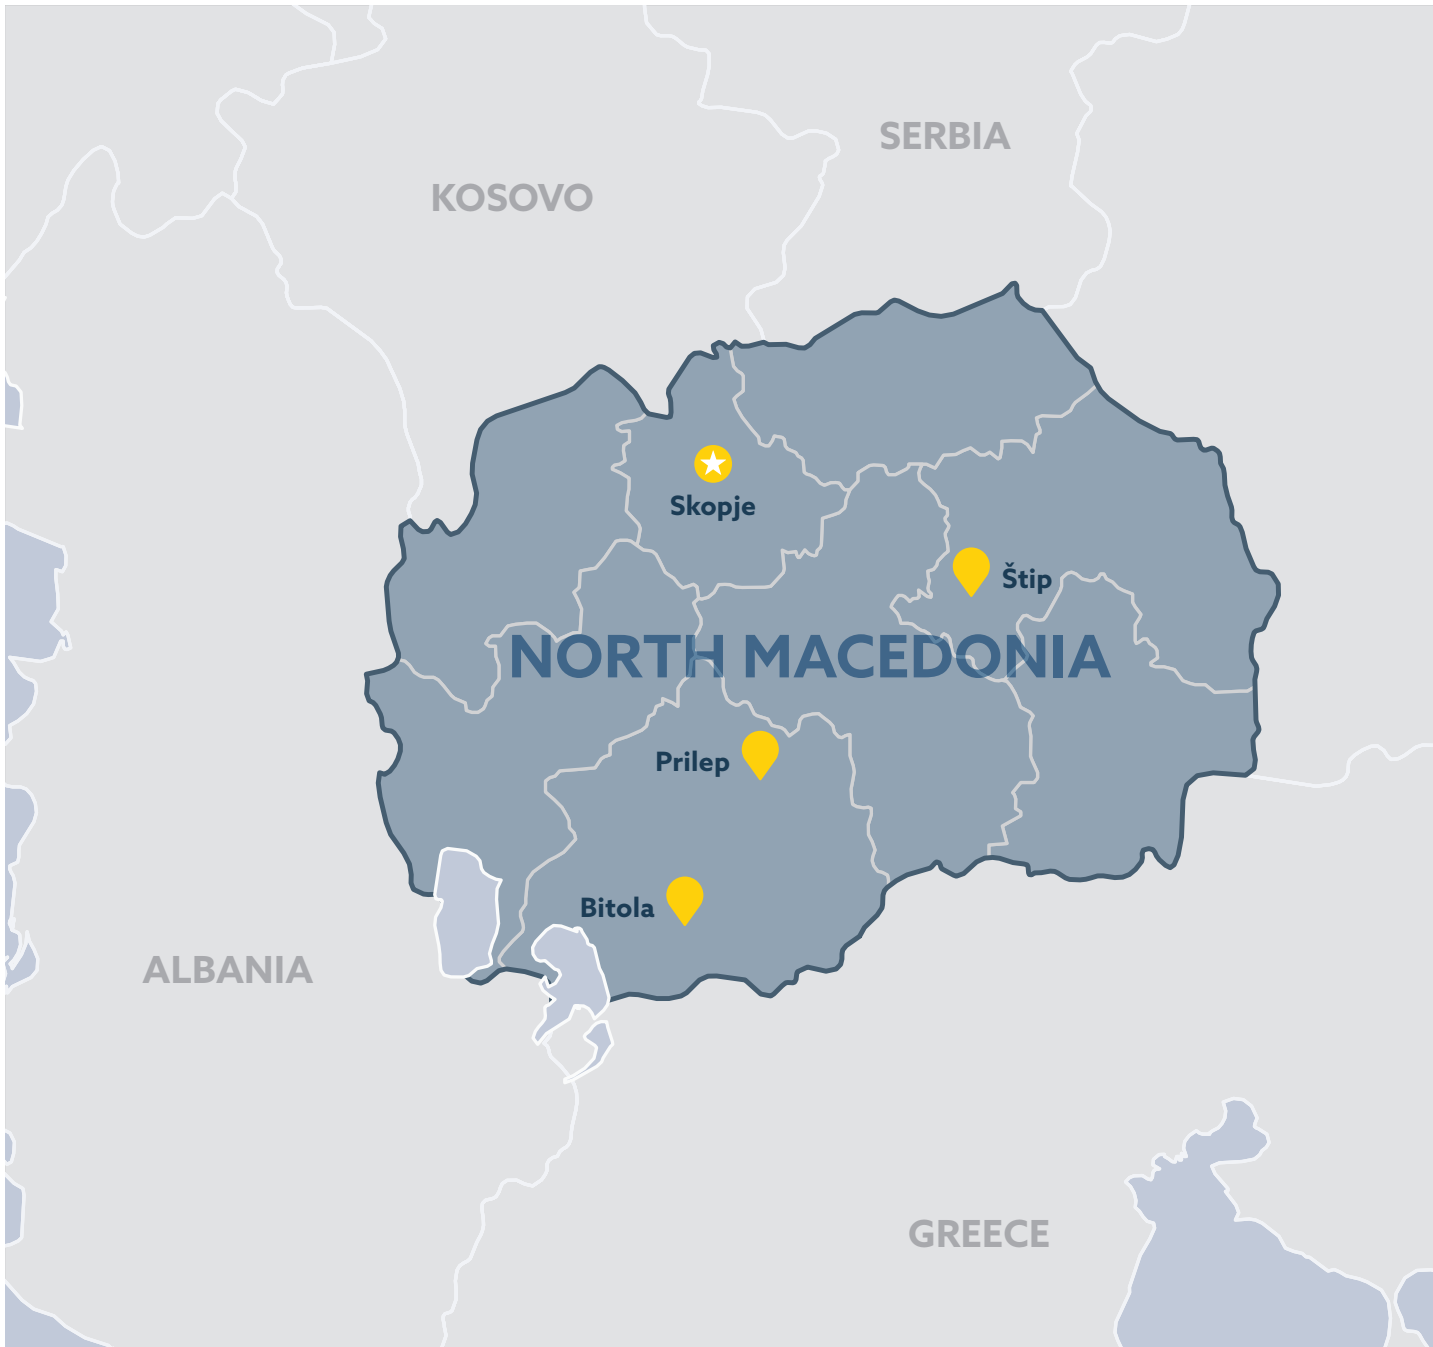 SERBIA
KOSOVO
Skopje
Štip
NORTH MACEDONIA
Prilep
Bitola
ALBANIA
GREECE